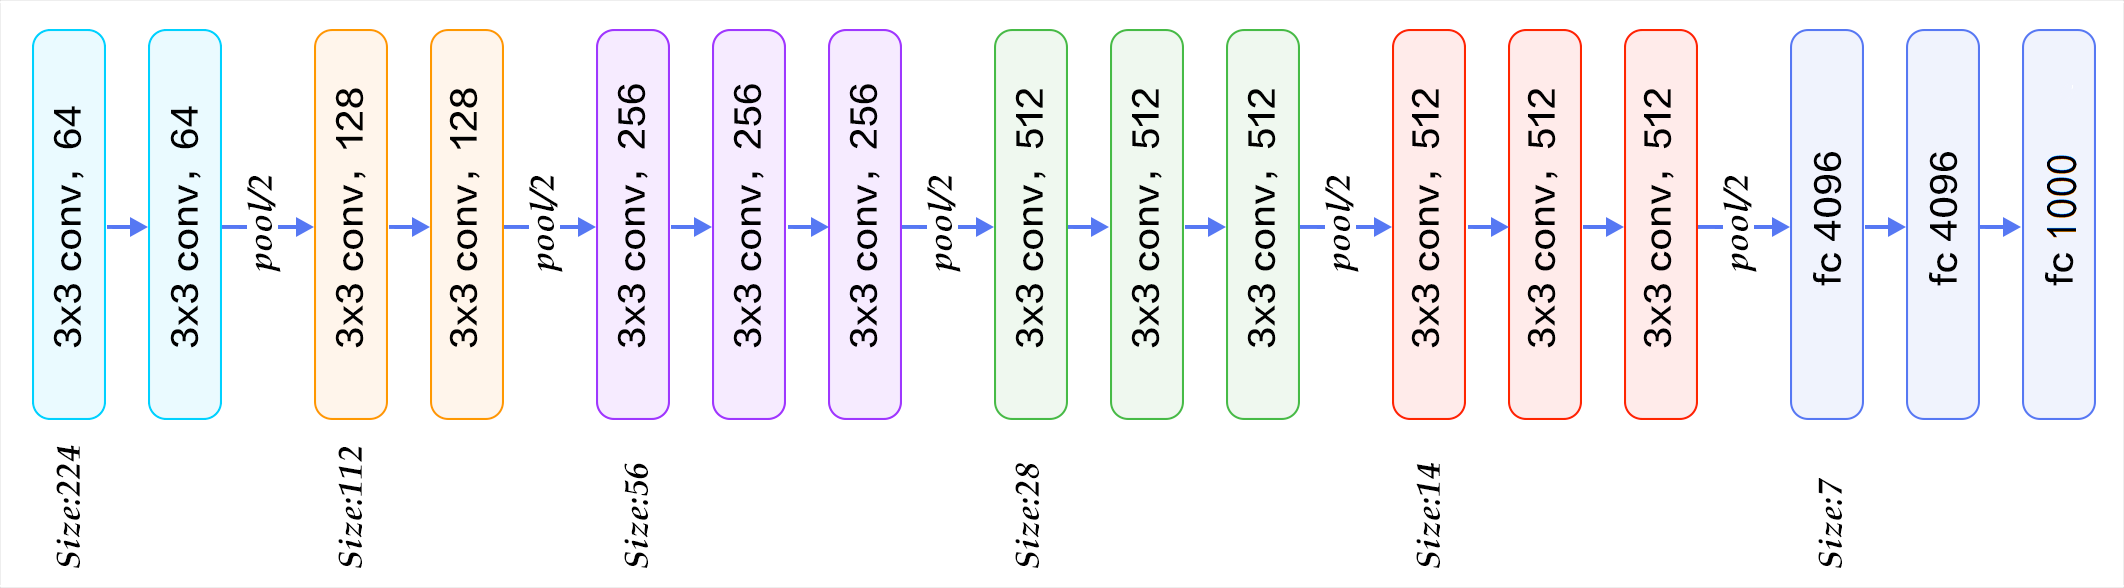 3x3 conv, 64
3x3 conv, 64
pool/2
3x3 conv, 128
3x3 conv, 128
pool/2
3x3 conv, 256
3x3 conv, 256
3x3 conv, 256
pool/2
3x3 conv, 512
3x3 conv, 512
3x3 conv, 512
pool/2
3x3 conv, 512
3x3 conv, 512
3x3 conv, 512
pool/2
fc 4096
fc 4096
fc 1000
Size:224
Size:112
Size:56
Size:28
Size:14
Size:7